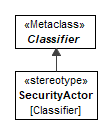 «Metaclass»
Classifier
«stereotype»
SecurityActor
[Classifier]